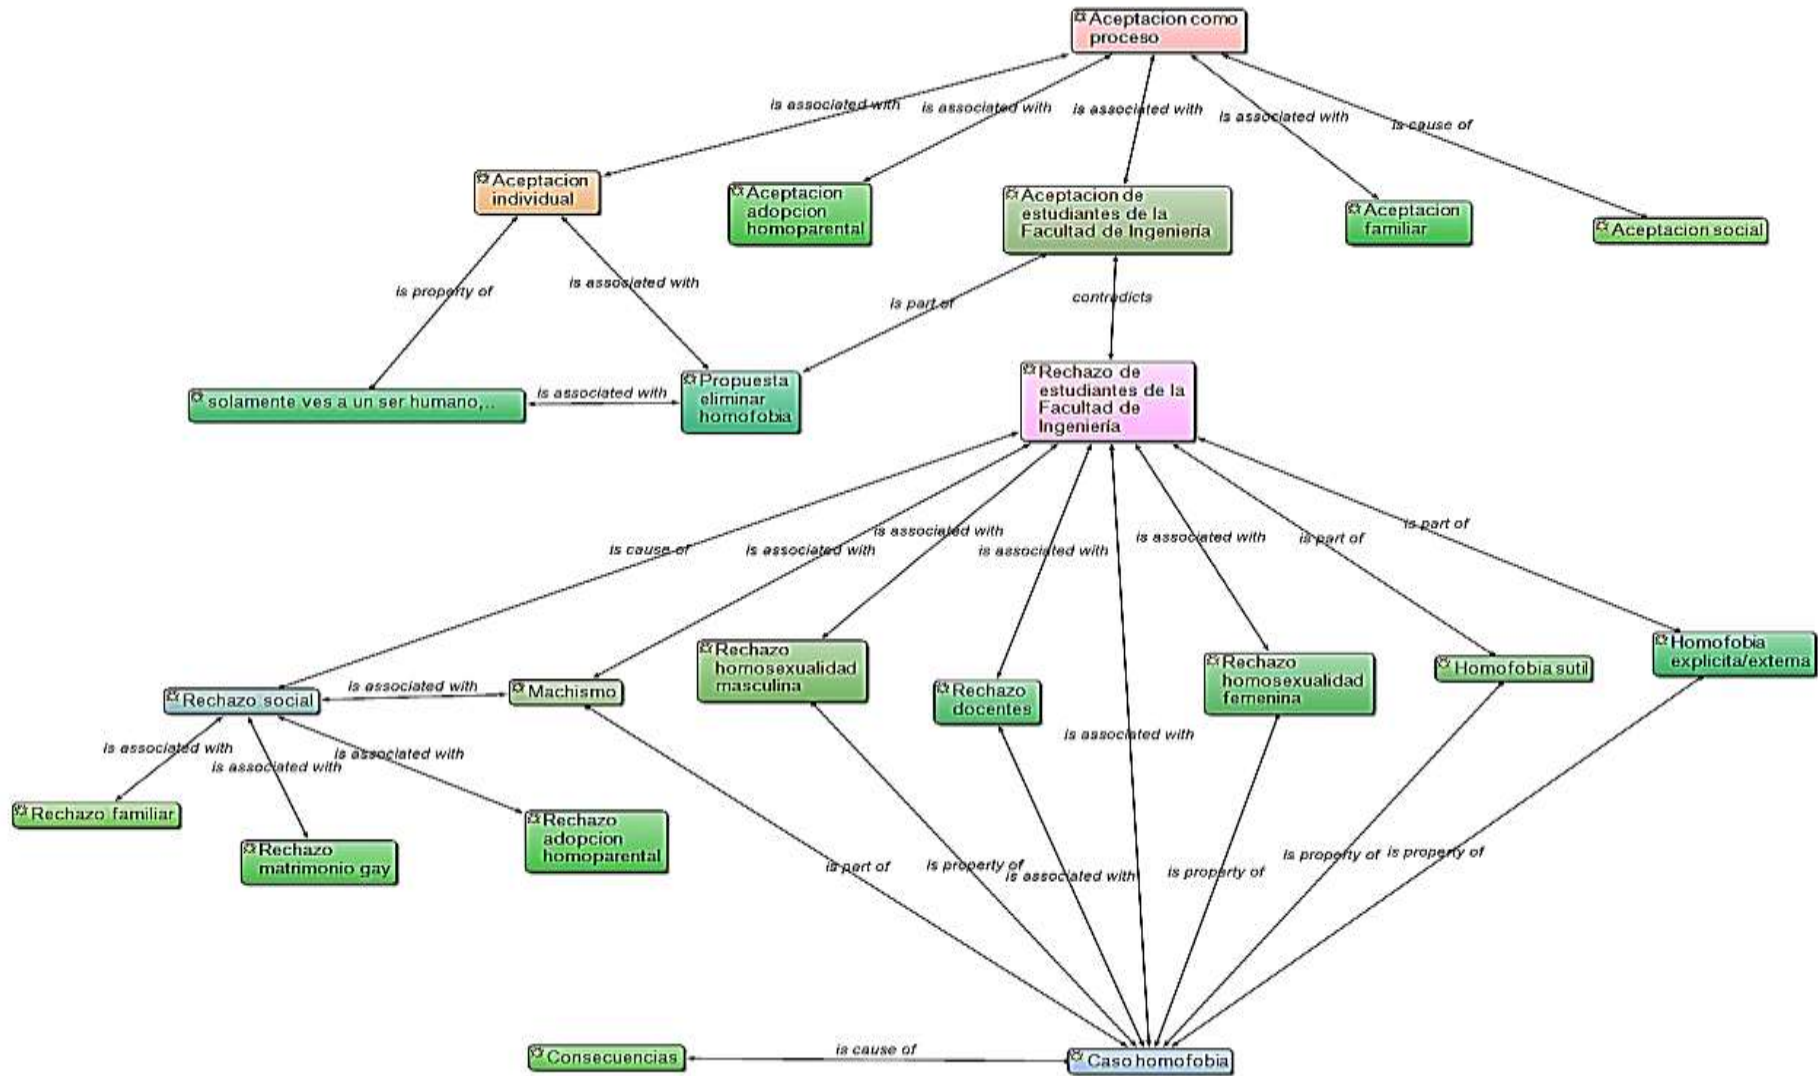 Aceptacion como
proceso
is associated with
is associated with
is associated with
is associated with
is cause of
Aceptacion
individual
Aceptacion
adopcion
homoparental
Aceptacion de
estudiantes de la
Facultad de Ingeniería
Aceptacion
familiar
Aceptacion social
is property of
is associated with
is part of
contradicts
solamente ves a un ser humano,..
is associated with
Propuesta
eliminar
homofobia
Rechazo de
estudiantes de la
Facultad de
Ingeniería
is cause of
is associated with
is associated with
is associated with
is associated with
is part of
is part of
Rechazo social
is associated with
Machismo
Rechazo
homosexualidad
masculina
Rechazo
docentes
Rechazo
homosexualidad
femenina
Homofobia sutil
Homofobia
explicita/externa
is associated with
is associated with
is associated with
is associated with
Rechazo familiar
Rechazo
matrimonio gay
Rechazo
adopcion
homoparental
is part of
is property of
is associated with
is property of
is property of
is property of
Consecuencias
is cause of
Caso homofobia